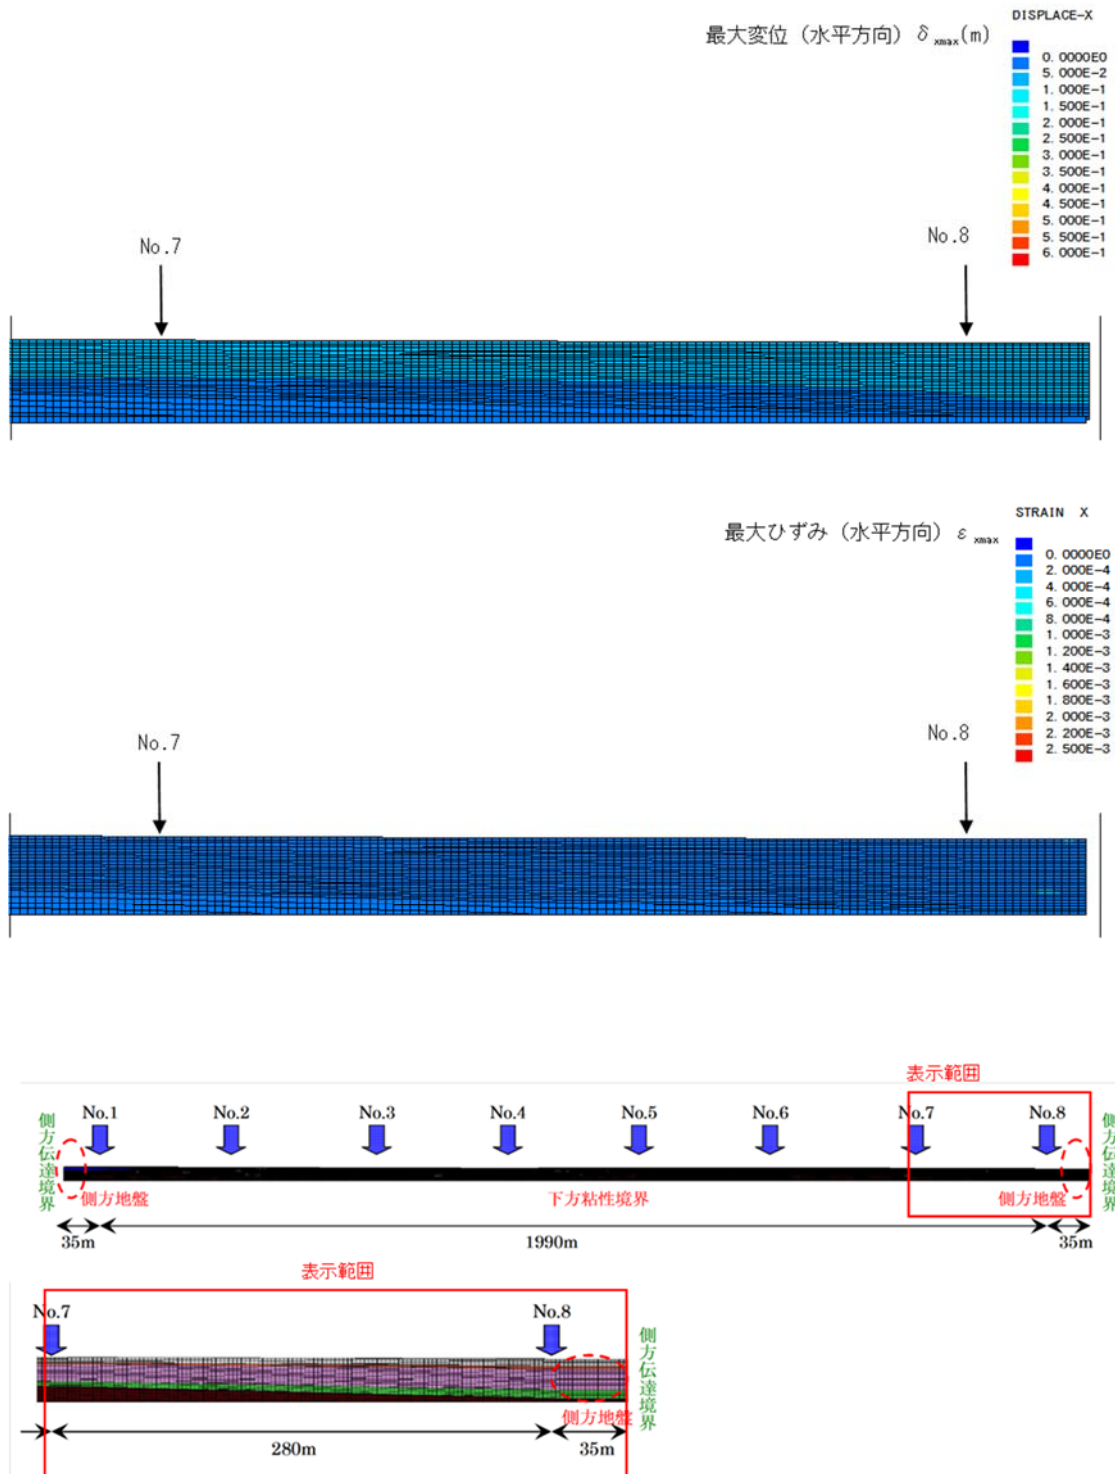 DISPLACE-X
最大変位（水平方向）δxmax(m)
0. 0000E0
5. 000E-2
1. 000E-1
1. 500E-1
2. 000E-1
2. 500E-1
3. 000E-1
3. 500E-1
4. 000E-1
4. 500E-1
5. 000E-1
5. 500E-1
6. 000E-1
No.7
No.8
STRAIN X
最大ひずみ（水平方向）εxmax
0. 0000E0
2. 000E-4
4. 000E-4
6. 000E-4
8. 000E-4
1. 000E-3
1. 200E-3
1. 400E-3
1. 600E-3
1. 800E-3
2. 000E-3
2. 200E-3
2. 500E-3
No.7
No.8
表示範囲
側方伝達境界
No.1
No.2
No.3
No.4
No.5
No.6
No.7
No.8
側方伝達境界
側方地盤
下方粘性境界
側方地盤
35m
1990m
35m
表示範囲
No.7
No.8
側方伝達境界
側方地盤
280m
35m